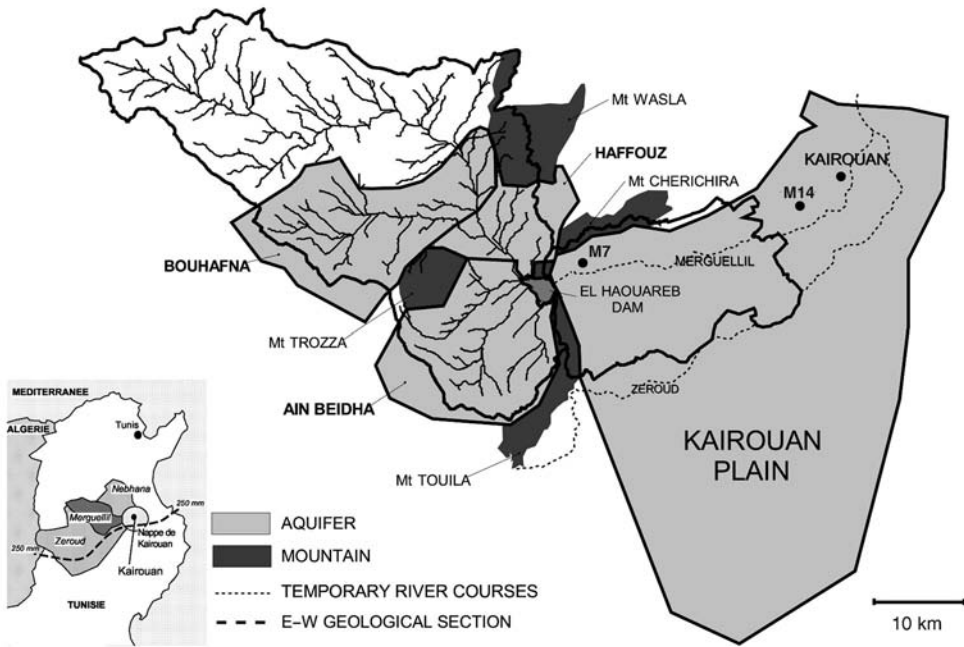 Mt WASLA
HAFFOUZ
Mt CHERICHIRA
KAIROUAN
M14
M7
MERGUELLIL
BOUHAFNA
EL HAOUAREB
DAM
Mt TROZZA
ZEROUD
AIN BEIDHA
KAIROUAN
PLAIN
Mt TOUILA
MEDITERRANEE
ALGERIE
Tunis
Nebhana
250 mm
Merguellil
Zeroud
Nappe de
Kairouan
250 mm
Kairouan
TUNISIE
AQUIFER
MOUNTAIN
TEMPORARY RIVER COURSES
E–W GEOLOGICAL SECTION
10 km